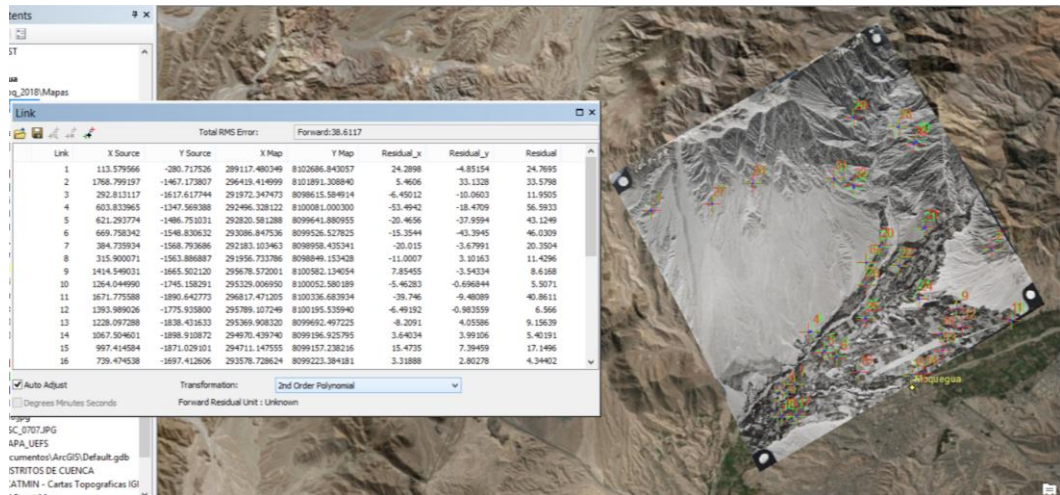 tents
ST
ua
oq_2018\Mapas
Link
Total RMS Error: Forward:38.6117
Link X Source Y Source X Map Y Map Residual_x Residual_y Residual
1 113.579566 -280.717526 289117.480349 8102686.843057 24.2898 -4.85154 24.7695
2 1768.799197 -1467.173807 296419.414999 8101891.308840 5.4606 33.1328 33.5798
3 292.813117 -1617.617744 291972.347473 8098615.584914 -6.45012 -10.0603 11.9505
4 603.833965 -1347.569388 292496.328122 8100081.000300 -53.4942 -18.4709 56.5933
5 621.293774 -1486.751031 292820.581288 8099641.880955 -20.4656 -37.9594 43.1249
6 669.758342 -1548.830632 293086.847536 8099526.527825 -15.3544 -43.3945 46.0309
7 384.735934 -1568.793686 292183.103463 8098958.435341 -20.015 -3.67991 20.3504
8 315.900071 -1563.886887 291956.733786 8098849.153428 -11.0007 3.10163 11.4296
9 1414.549031 -1665.502120 295678.572001 8100582.134054 7.85455 -3.54334 8.6168
10 1264.044990 -1745.158291 295329.006950 8100052.580189 -5.46283 -0.696844 5.5071
11 1671.775588 -1890.642773 296817.471205 8100336.683934 -39.746 -9.48089 40.8611
12 1393.989026 -1775.935800 295789.107249 8100195.535940 -6.49192 -0.983559 6.566
13 1228.097288 -1838.431633 295369.908320 8099692.497225 -8.2091 4.05586 9.15639
14 1067.504601 -1898.910872 294970.439740 8099196.925795 3.64034 3.99106 5.40191
15 997.414584 -1871.029101 294711.147555 8099157.238216 15.4735 7.39459 17.1496
16 739.474538 -1697.412606 293578.728624 8099223.384181 3.31888 2.80278 4.34402
Auto Adjust Transformation: 2nd Order Polynomial
Degrees Minutes Seconds Forward Residual Unit : Unknown
SC_0707.JPG
APA_UEFS
cumentos\ArcGIS\Default.gdb
ISTRITOS DE CUENCA
CATMIN - Cartas Topograficas IGI
29
27
21
20
4
9
11
Moquegua